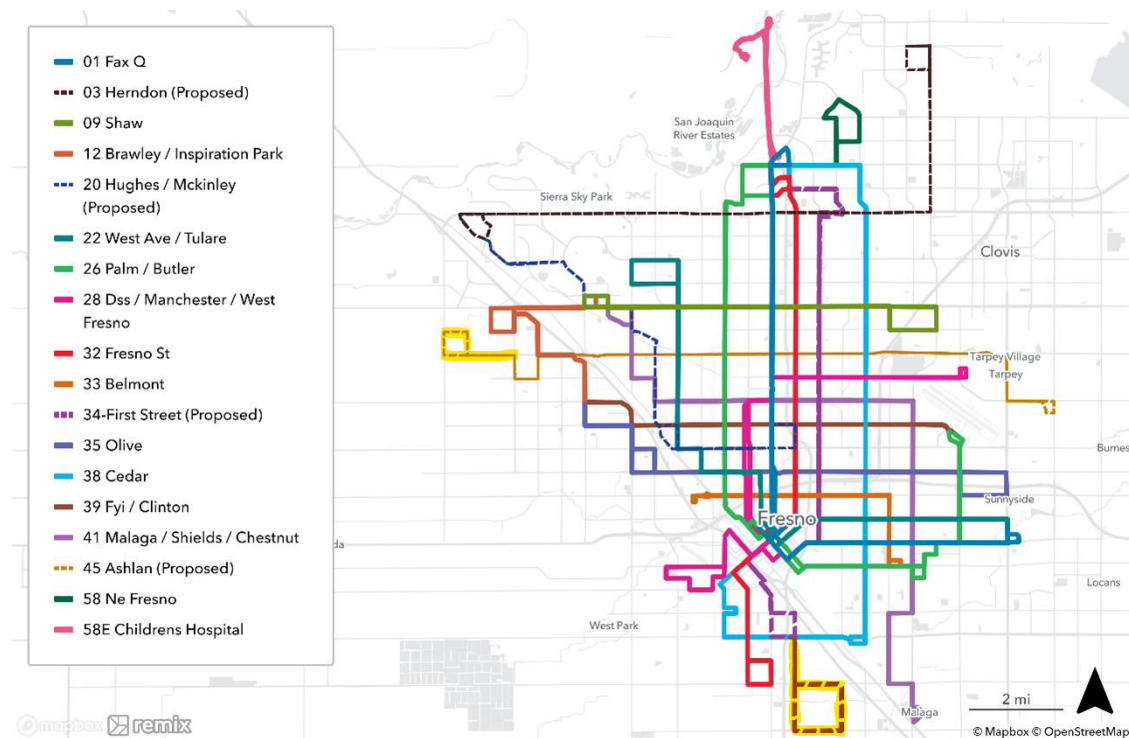 01 Fax Q
03 Herndon (Proposed)
09 Shaw
12 Brawley / Inspiration Park
20 Hughes / Mckinley
(Proposed)
22 West Ave / Tulare
26 Palm / Butler
28 Dss / Manchester / West
Fresno
32 Fresno St
33 Belmont
34-First Street (Proposed)
35 Olive
38 Cedar
39 Fyi / Clinton
41 Malaga / Shields / Chestnut
45 Ashlan (Proposed)
58 Ne Fresno
58E Childrens Hospital
San Joaquin
River Estates
Sierra Sky Park
Clovis
Tarpey Village
Tarpey
Burnes
Sunnyside
Fresno
da
Locans
West Park
2 mi
Malaga
mapbox remix
© Mapbox © OpenStreetMap